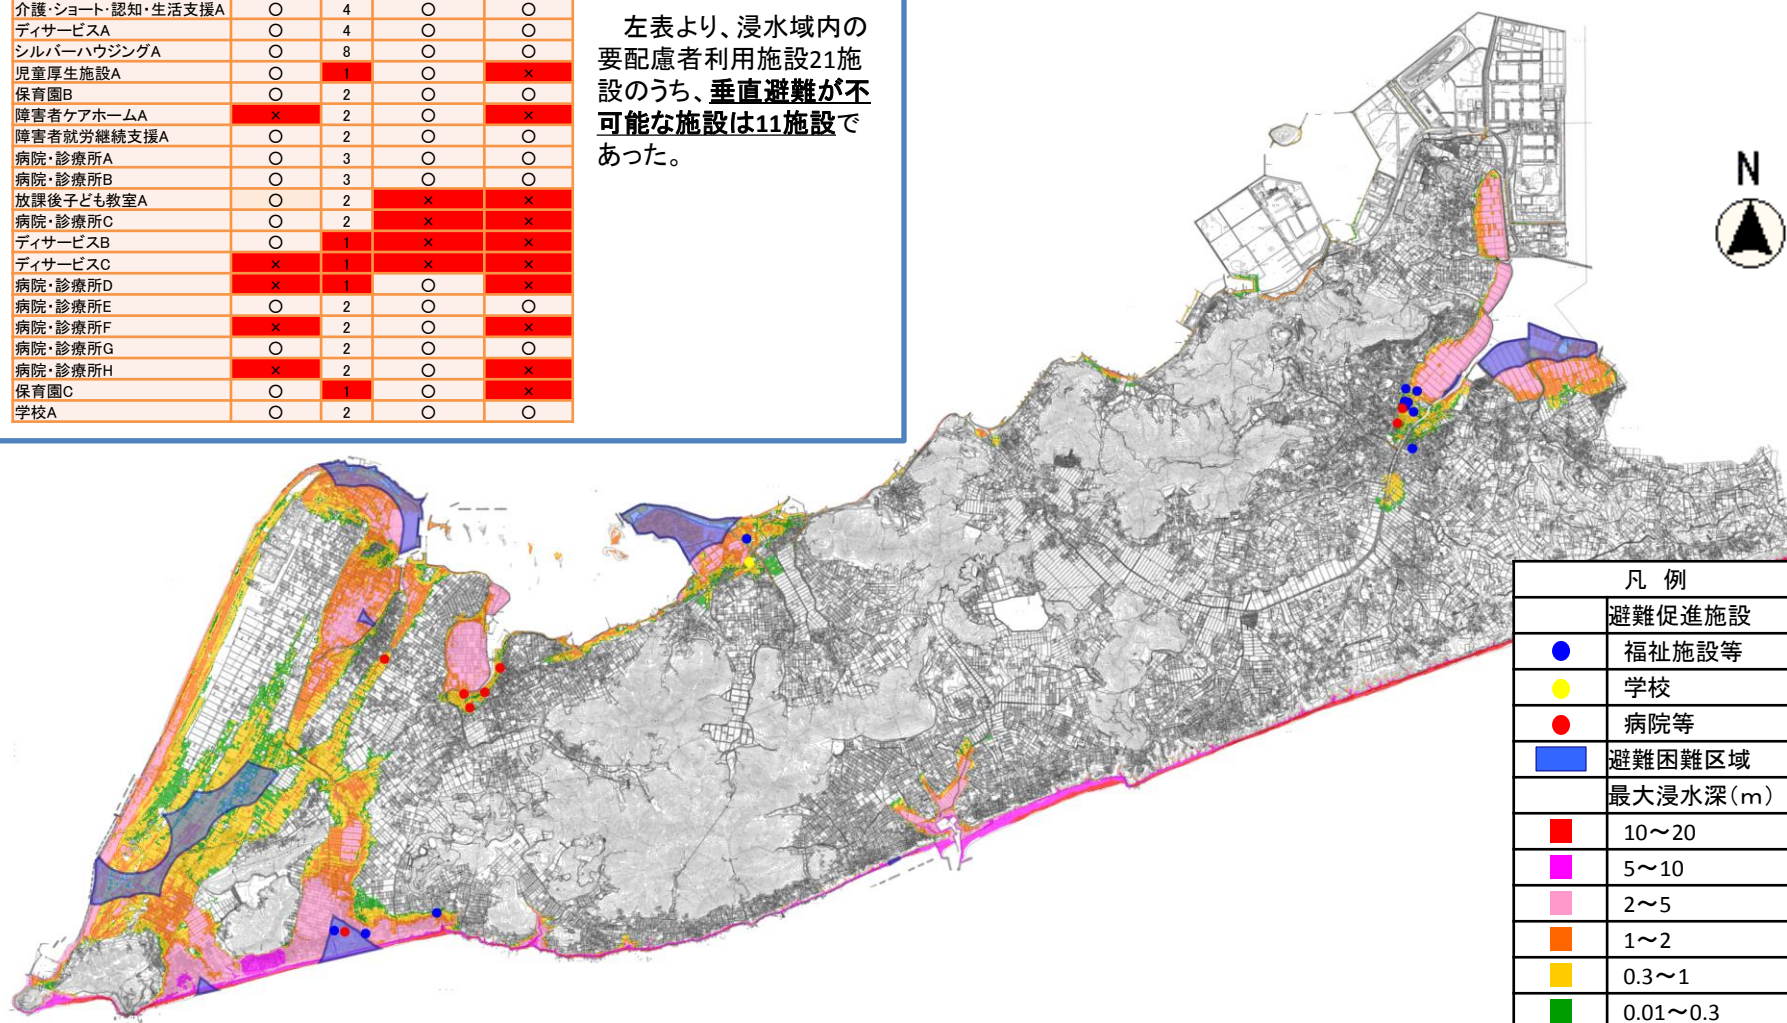 介護・ショート・認知・生活支援A ○ 4 ○ ○
ディサービスA ○ 4 ○ ○
シルバーハウジングA ○ 8 ○ ○
児童厚生施設A ○ 1 ○ ×
保育園B ○ 2 ○ ○
障害者ケアホームA × 2 ○ ×
障害者就労継続支援A ○ 2 ○ ○
病院・診療所A ○ 3 ○ ○
病院・診療所B ○ 3 ○ ○
放課後子ども教室A ○ 2 × ×
病院・診療所C ○ 2 × ×
ディサービスB ○ 1 × ×
ディサービスC × 1 × ×
病院・診療所D × 1 ○ ×
病院・診療所E ○ 2 ○ ○
病院・診療所F × 2 ○ ×
病院・診療所G ○ 2 ○ ○
病院・診療所H × 2 ○ ×
保育園C ○ 1 ○ ×
学校A ○ 2 ○ ○
左表より、浸水域内の
要配慮者利用施設21施
設のうち、垂直避難が不
可能な施設は11施設で
あった。
N
凡 例
避難促進施設
福祉施設等
学校
病院等
避難困難区域
最大浸水深(m)
10～20
5～10
2～5
1～2
0.3～1
0.01～0.3